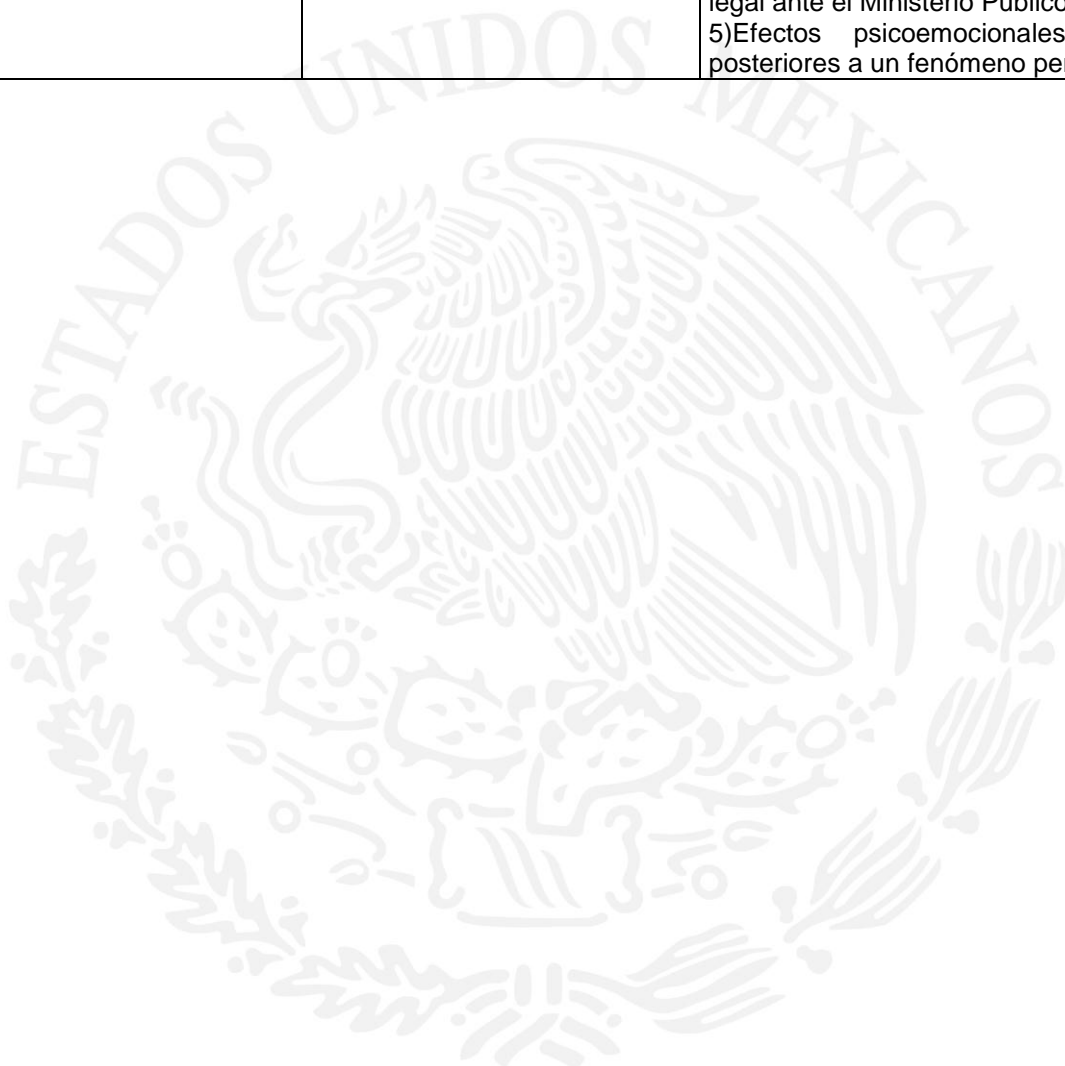 legal ante el Ministerio Público
5)Efectos psicoemocionales
posteriores a un fenómeno
ESTADOS UNIDOS MEXICANOS